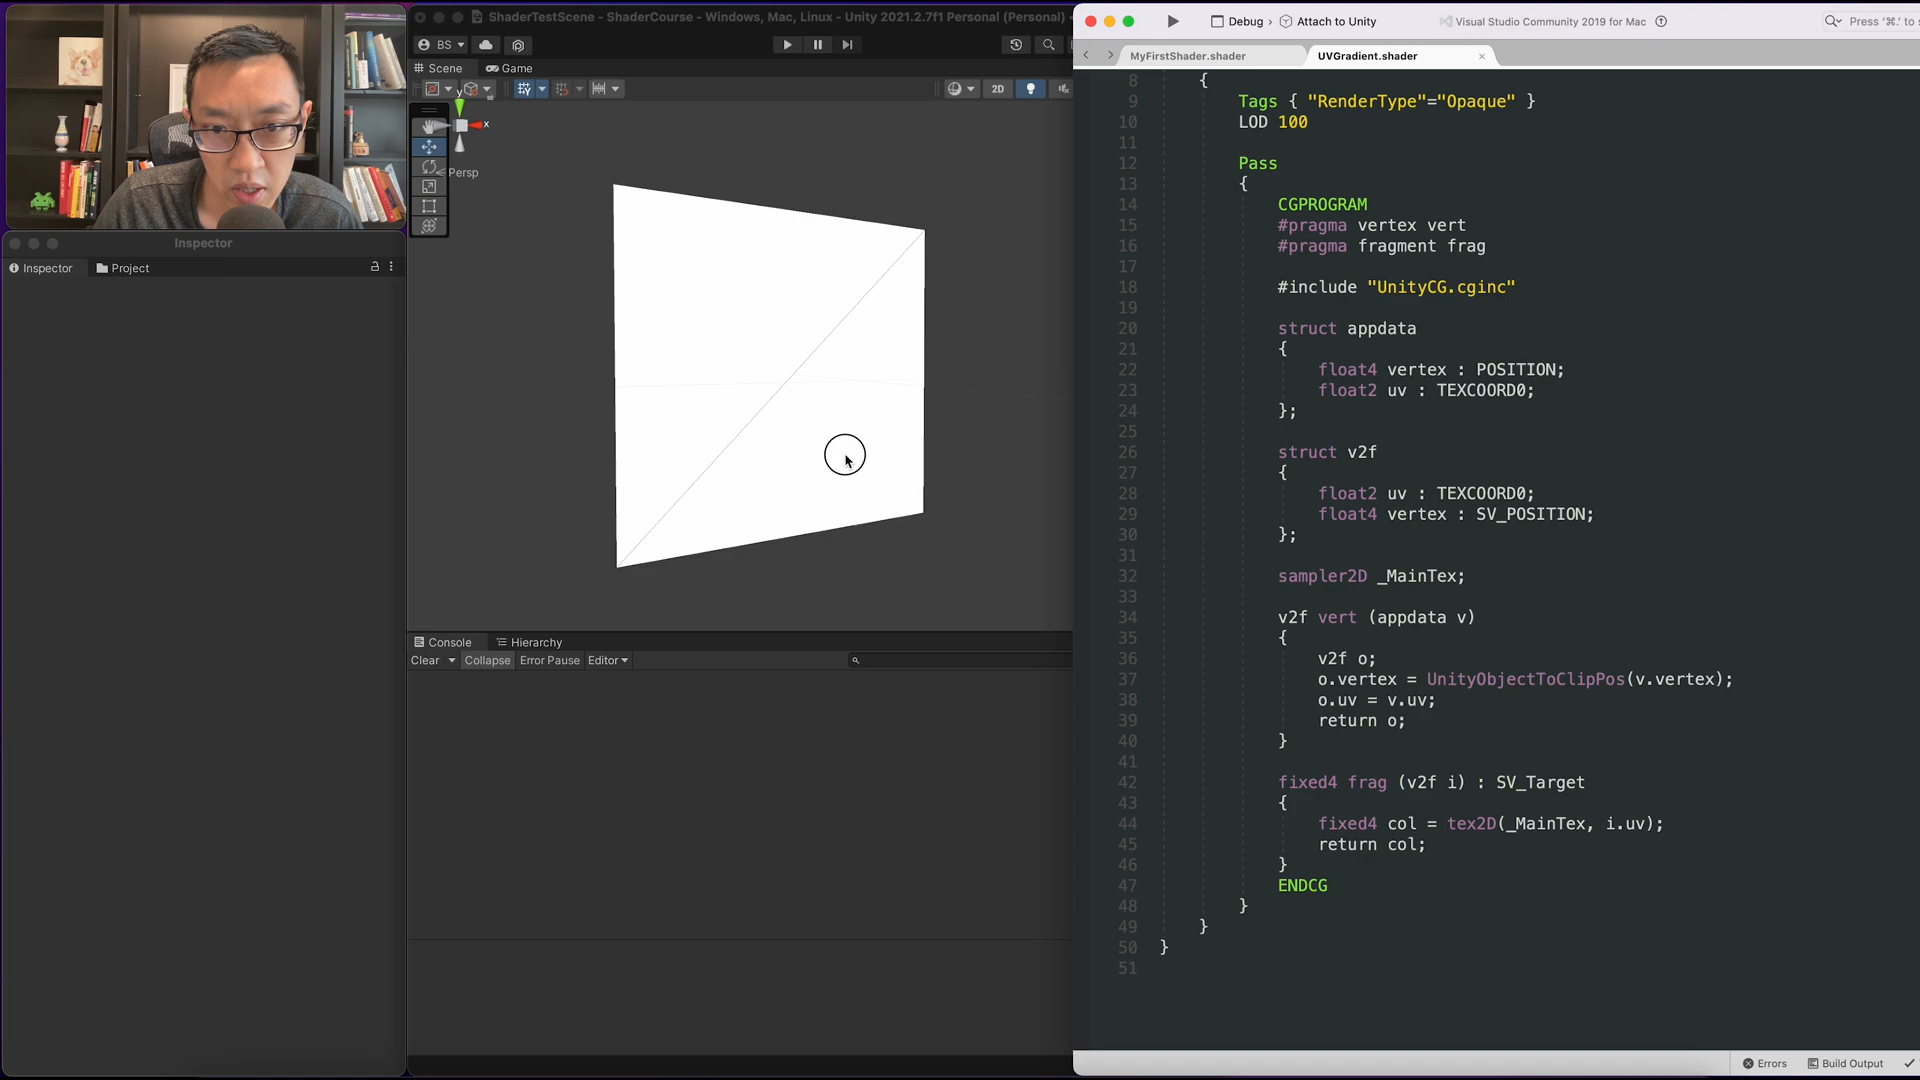 ShaderTestScene - ShaderCourse - Windows, Mac, Linux - Unity 2021.2.7f1 Personal (Personal)
BS
Scene
Game
2D
y
x
Persp
Inspector
Inspector
Project
Console
Hierarchy
Clear
Collapse
Error Pause
Editor
Debug
Attach to Unity
Visual Studio Community 2019 for Mac
Press '⌘.' to s
MyFirstShader.shader
UVGradient.shader
8 {
9 Tags { "RenderType"="Opaque" }
10 LOD 100
11
12 Pass
13 {
14 CGPROGRAM
15 #pragma vertex vert
16 #pragma fragment frag
17
18 #include "UnityCG.cginc"
19
20 struct appdata
21 {
22 float4 vertex : POSITION;
23 float2 uv : TEXCOORD0;
24 };
25
26 struct v2f
27 {
28 float2 uv : TEXCOORD0;
29 float4 vertex : SV_POSITION;
30 };
31
32 sampler2D _MainTex;
33
34 v2f vert (appdata v)
35 {
36 v2f o;
37 o.vertex = UnityObjectToClipPos(v.vertex);
38 o.uv = v.uv;
39 return o;
40 }
41
42 fixed4 frag (v2f i) : SV_Target
43 {
44 fixed4 col = tex2D(_MainTex, i.uv);
45 return col;
46 }
47 ENDCG
48 }
49 }
50 }
51
Errors
Build Output